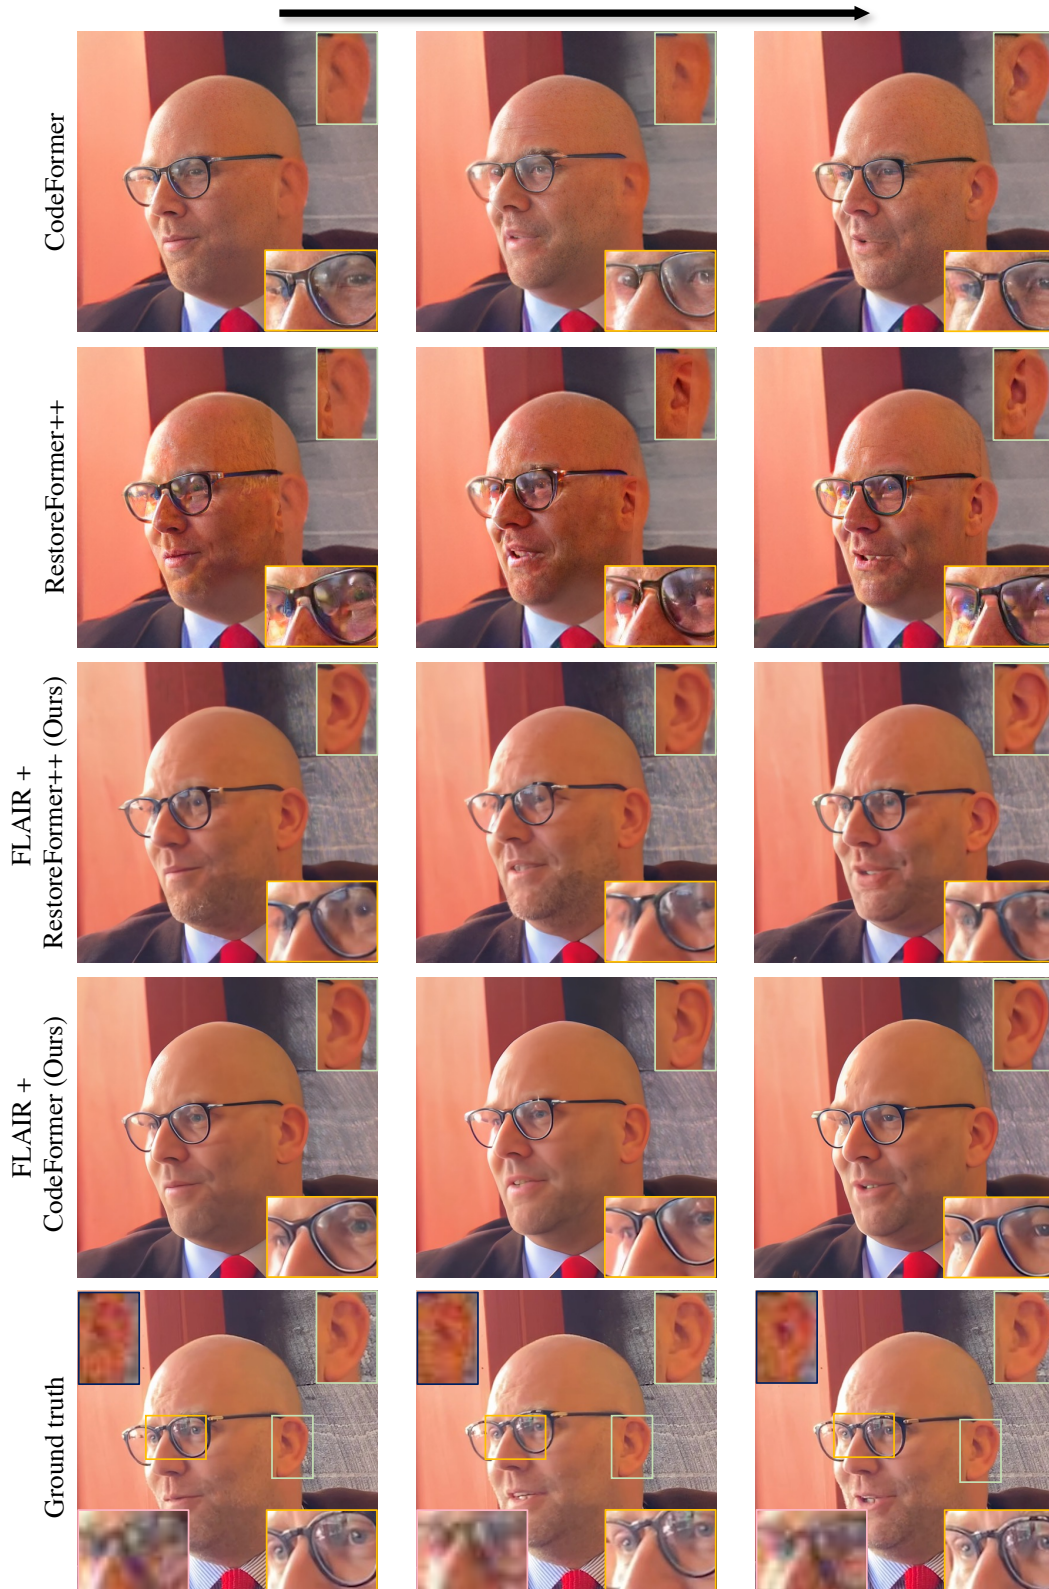 CodeFormer
RestoreFormer++
FLAIR +
RestoreFormer++ (Ours)
FLAIR +
CodeFormer (Ours)
Ground truth